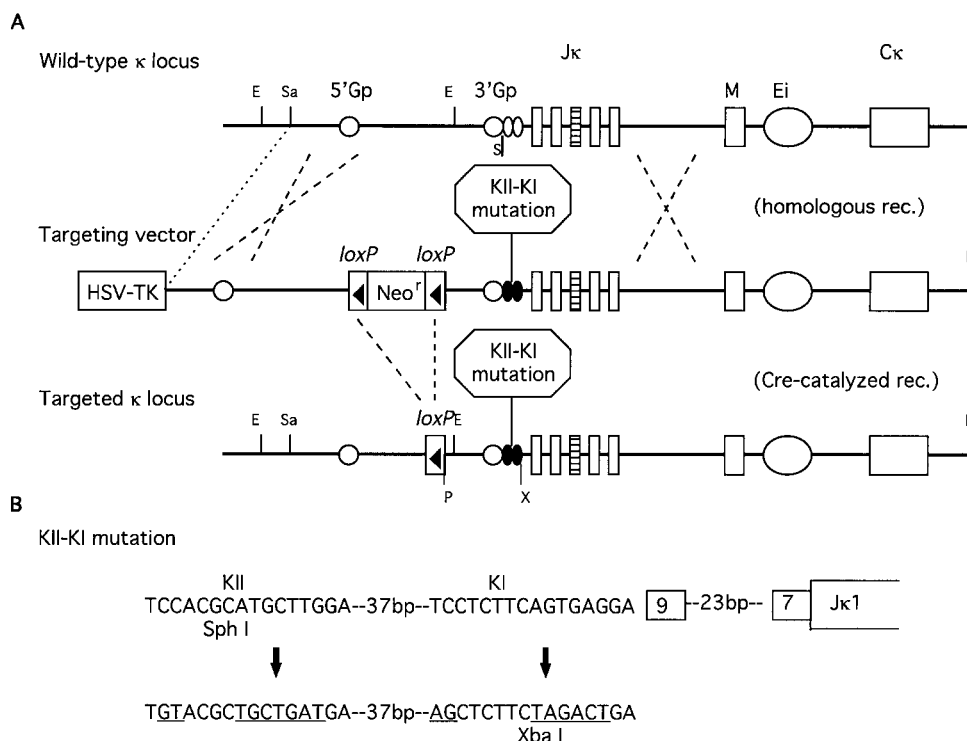 A
Wild-type κ locus
Jκ
Cκ
E Sa 5'Gp E 3'Gp M Ei
S
KII-KI
mutation
(homologous rec.)
Targeting vector
loxP loxP
HSV-TK Neoʳ
KII-KI
mutation
(Cre-catalyzed rec.)
Targeted κ locus
E Sa loxP E
P X
B
KII-KI mutation
KII KI
TCCACGCATGCTTGGA--37bp--TCCTCTTCAGTGAGGA 9 --23bp-- 7 Jκ1
Sph I
TGTACGCTGCTGATGA--37bp--AGCTCTTCTAGACTGA
Xba I